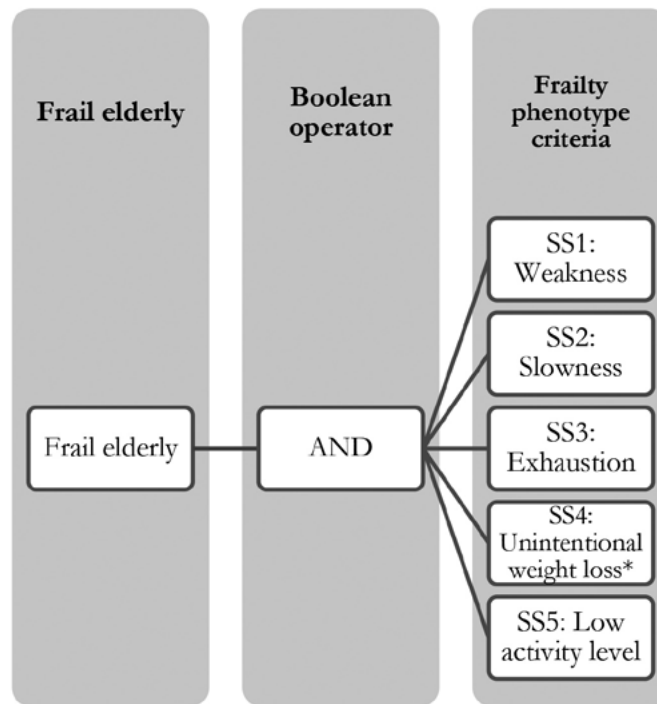 Frail elderly
Boolean
operator
Frailty
phenotype
criteria
Frail elderly
AND
SS1:
Weakness
SS2:
Slowness
SS3:
Exhaustion
SS4:
Unintentional
weight loss*
SS5: Low
activity level